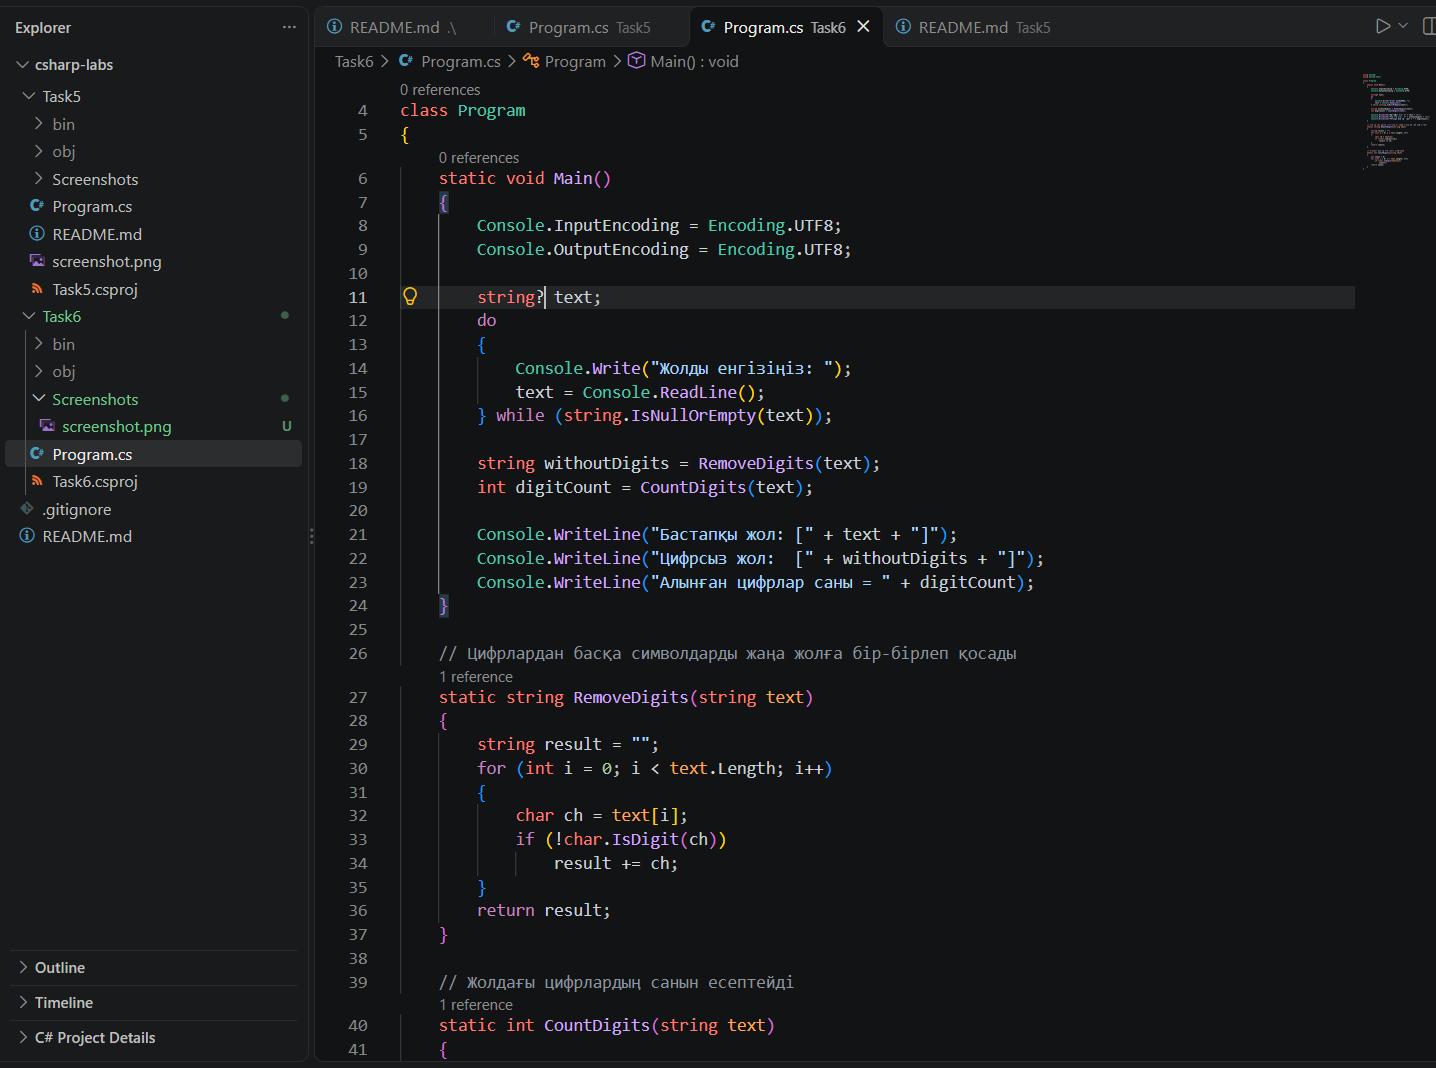 Explorer
csharp-labs
Task5
bin
obj
Screenshots
Program.cs
README.md
screenshot.png
Task5.csproj
Task6
bin
obj
Screenshots
screenshot.png U
Program.cs
Task6.csproj
.gitignore
README.md
Outline
Timeline
C# Project Details
README.md .\ Program.cs Task5 Program.cs Task6 README.md Task5
Task6 > Program.cs > Program > Main() : void
0 references
4 class Program
5 {
0 references
6 static void Main()
7 {
8 Console.InputEncoding = Encoding.UTF8;
9 Console.OutputEncoding = Encoding.UTF8;
10
11 string? text;
12 do
13 {
14 Console.Write("Жолды енгізіңіз: ");
15 text = Console.ReadLine();
16 } while (string.IsNullOrEmpty(text));
17
18 string withoutDigits = RemoveDigits(text);
19 int digitCount = CountDigits(text);
20
21 Console.WriteLine("Бастапқы жол: [" + text + "]");
22 Console.WriteLine("Цифрсыз жол:  [" + withoutDigits + "]");
23 Console.WriteLine("Алынған цифрлар саны = " + digitCount);
24 }
25
26 // Цифрлардан басқа символдарды жаңа жолға бір-бірлеп қосады
1 reference
27 static string RemoveDigits(string text)
28 {
29 string result = "";
30 for (int i = 0; i < text.Length; i++)
31 {
32 char ch = text[i];
33 if (!char.IsDigit(ch))
34 result += ch;
35 }
36 return result;
37 }
38
39 // Жолдағы цифрлардың санын есептейді
1 reference
40 static int CountDigits(string text)
41 {